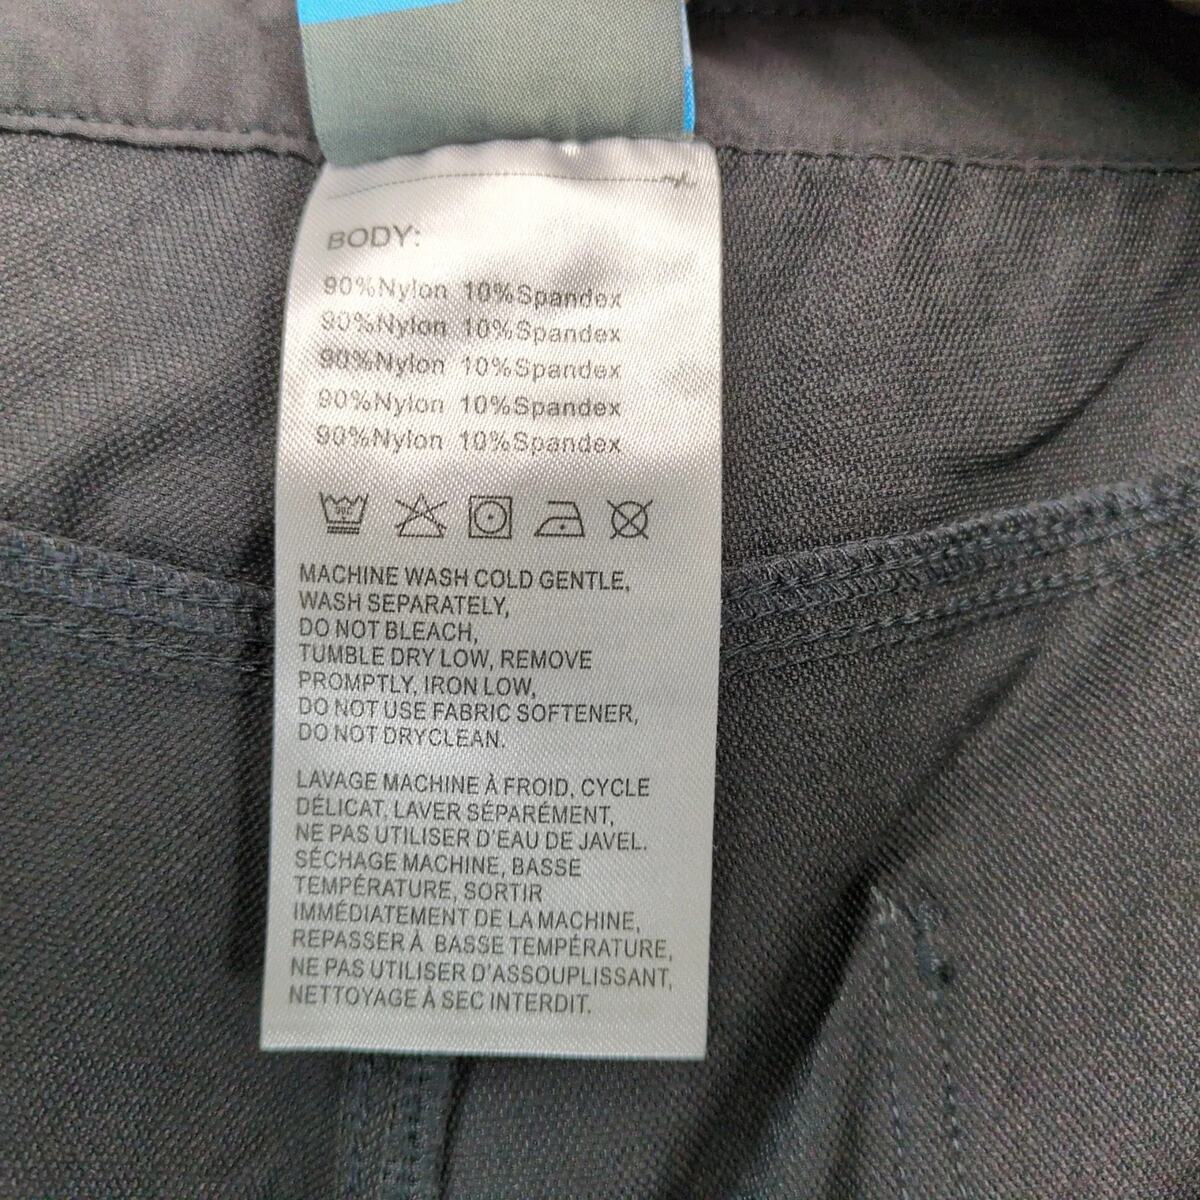 BODY:
90%Nylon 10%Spandex
90%Nylon 10%Spandex
90%Nylon 10%Spandex
90%Nylon 10%Spandex
90%Nylon 10%Spandex
30C
MACHINE WASH COLD GENTLE,
WASH SEPARATELY,
DO NOT BLEACH,
TUMBLE DRY LOW, REMOVE
PROMPTLY, IRON LOW,
DO NOT USE FABRIC SOFTENER,
DO NOT DRYCLEAN.
LAVAGE MACHINE À FROID, CYCLE
DÉLICAT, LAVER SÉPARÉMENT,
NE PAS UTILISER D'EAU DE JAVEL.
SÉCHAGE MACHINE, BASSE
TEMPÉRATURE, SORTIR
IMMÉDIATEMENT DE LA MACHINE,
REPASSER À BASSE TEMPÉRATURE,
NE PAS UTILISER D'ASSOUPLISSANT,
NETTOYAGE À SEC INTERDIT.